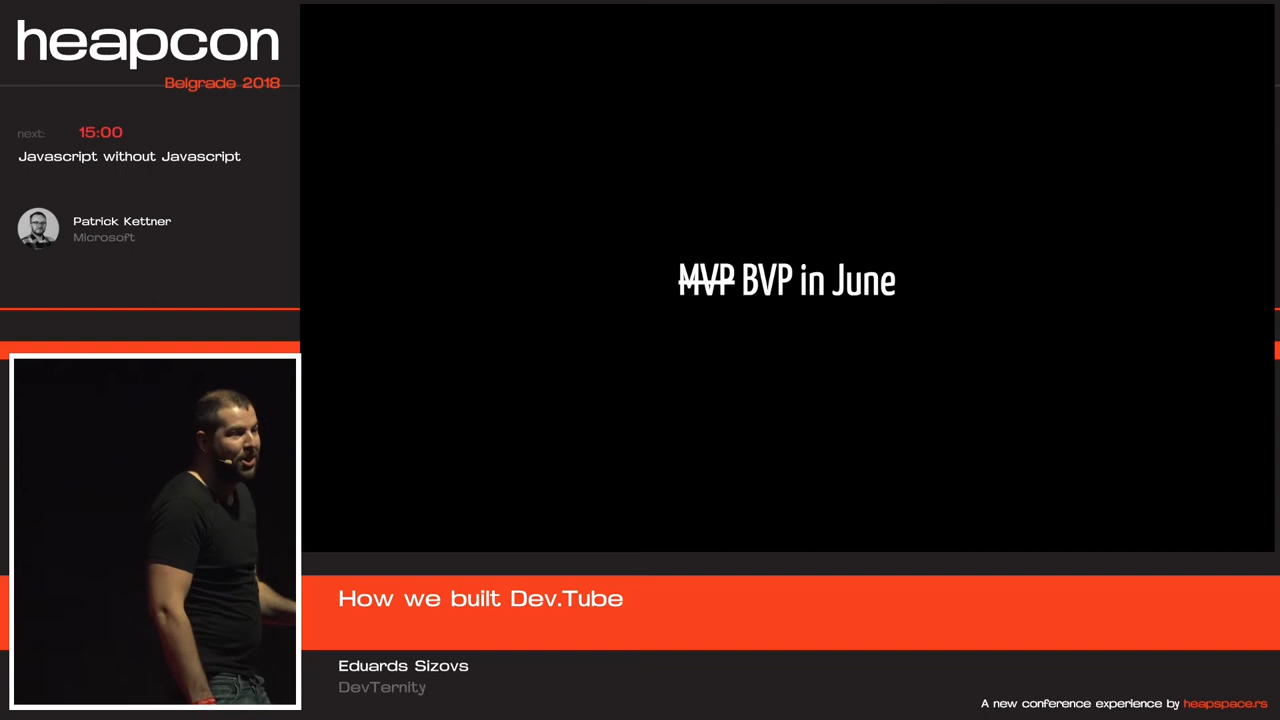 heapcon
Belgrade 2018
next: 15:00
Javascript without Javascript
Patrick Kettner
Microsoft
MVP BVP in June
How we built Dev.Tube
Eduards Sizovs
DevTernity
A new conference experience by heapspace.rs